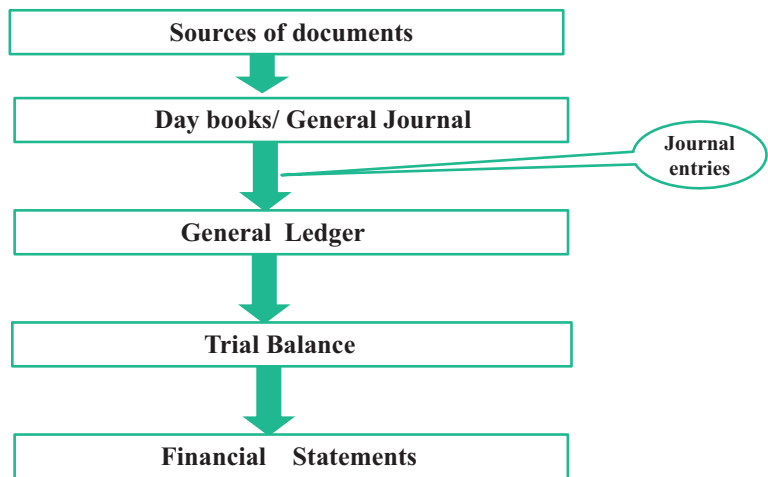 Sources of documents
Day books/ General Journal
Journal
entries
General Ledger
Trial Balance
Financial Statements